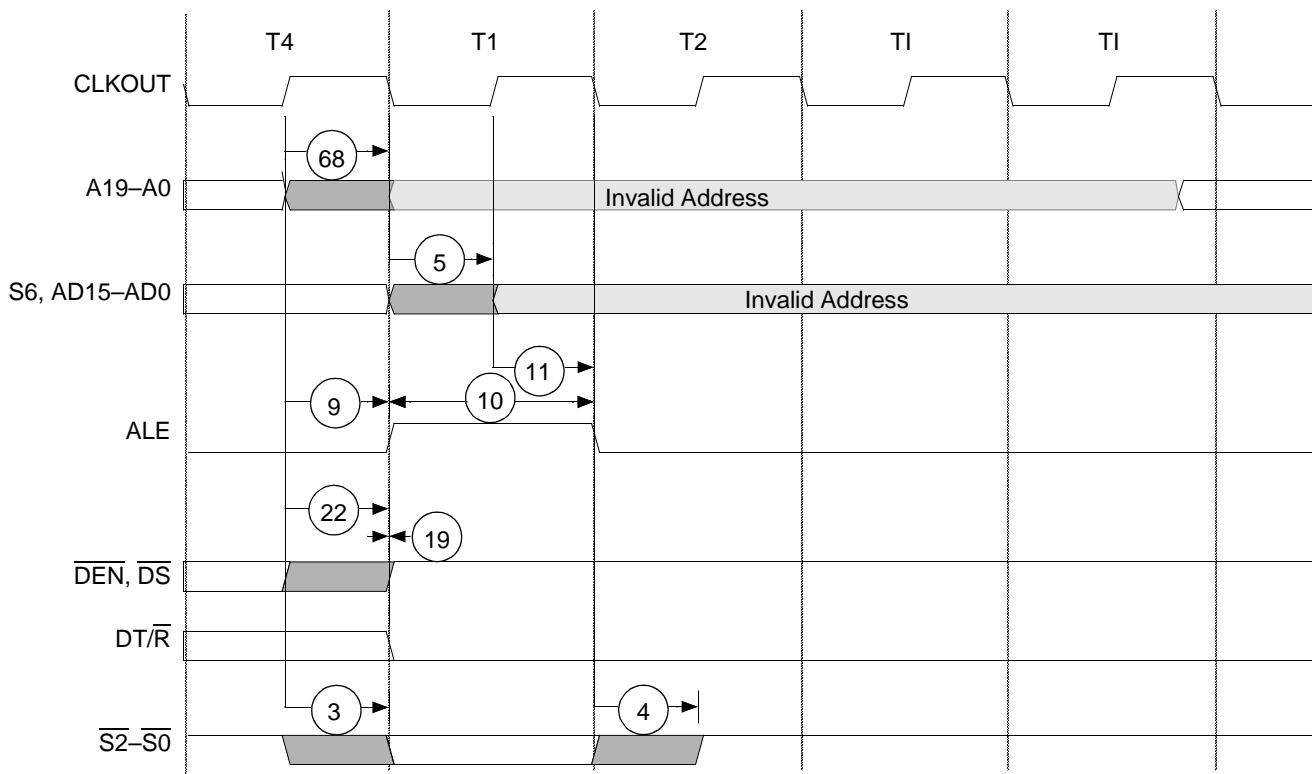 T4 T1 T2 TI TI
CLKOUT
68
A19–A0
Invalid Address
5
S6, AD15–AD0
Invalid Address
11
9
10
ALE
22
19
DEN, DS
DT/R
3
4
S2–S0